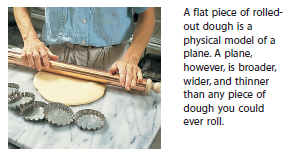 A flat piece of rolled-
out dough is a
physical model of a
plane. A plane,
however, is broader,
wider, and thinner
than any piece of
dough you could
ever roll.